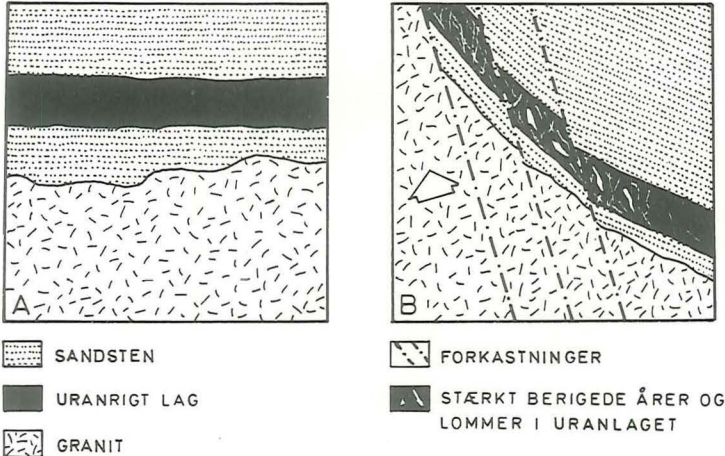 A
B
SANDSTEN
URANRIGT LAG
GRANIT
FORKASTNINGER
STÆRKT BERIGEDE ÅRER OG
LOMMER I URANLAGET